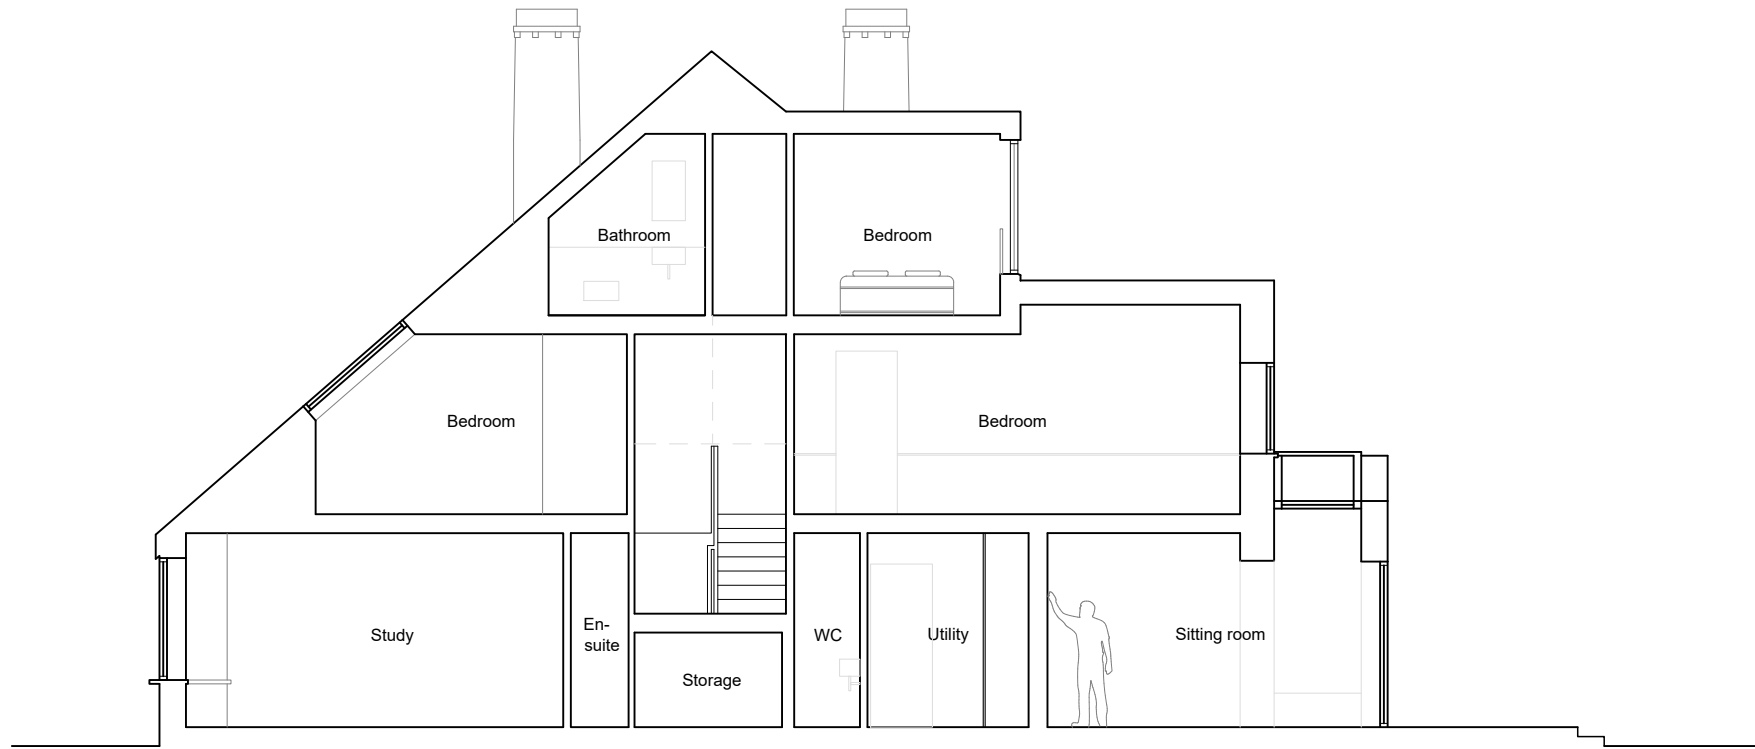 Bathroom
Bedroom
Bedroom
Bedroom
Study
En-
suite
Storage
WC
Utility
Sitting room